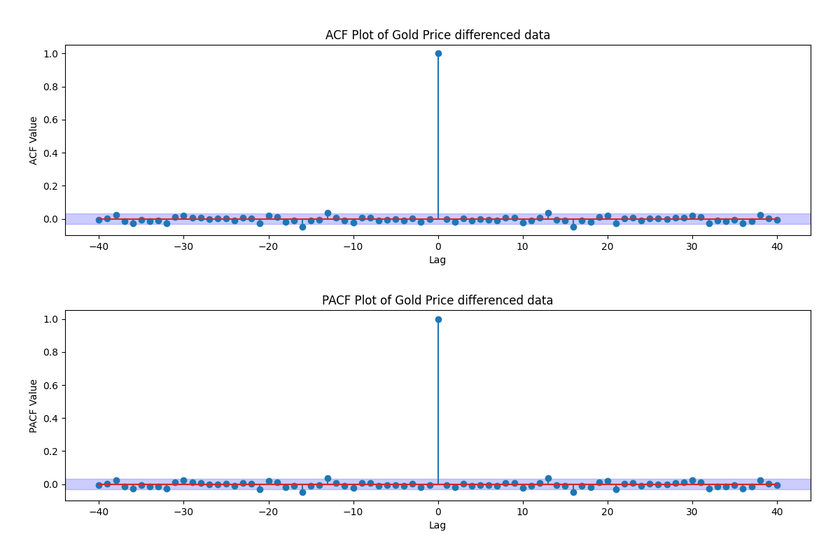 ACF Plot of Gold Price differenced data
1.0
0.8
0.6
0.4
0.2
0.0
ACF Value
−40 −30 −20 −10 0 10 20 30 40
Lag
PACF Plot of Gold Price differenced data
1.0
0.8
0.6
0.4
0.2
0.0
PACF Value
−40 −30 −20 −10 0 10 20 30 40
Lag